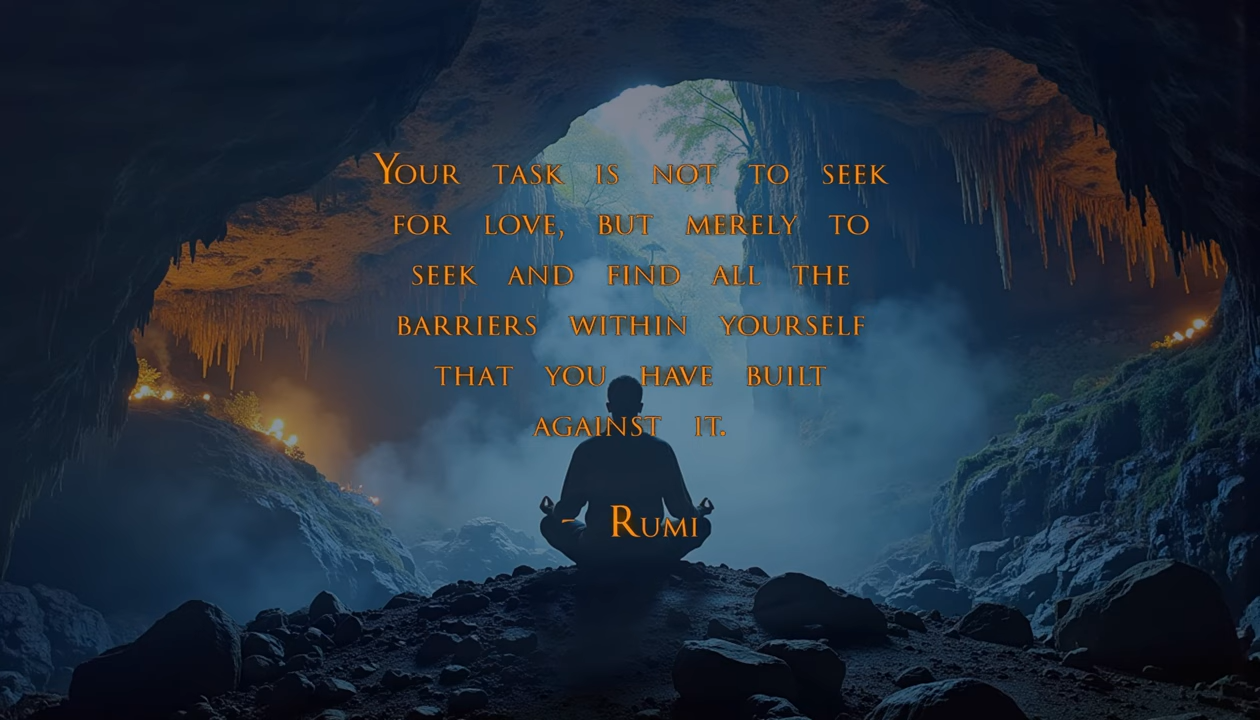 Your task is not to seek
for love, but merely to
seek and find all the
barriers within yourself
that you have built
against it.
- Rumi